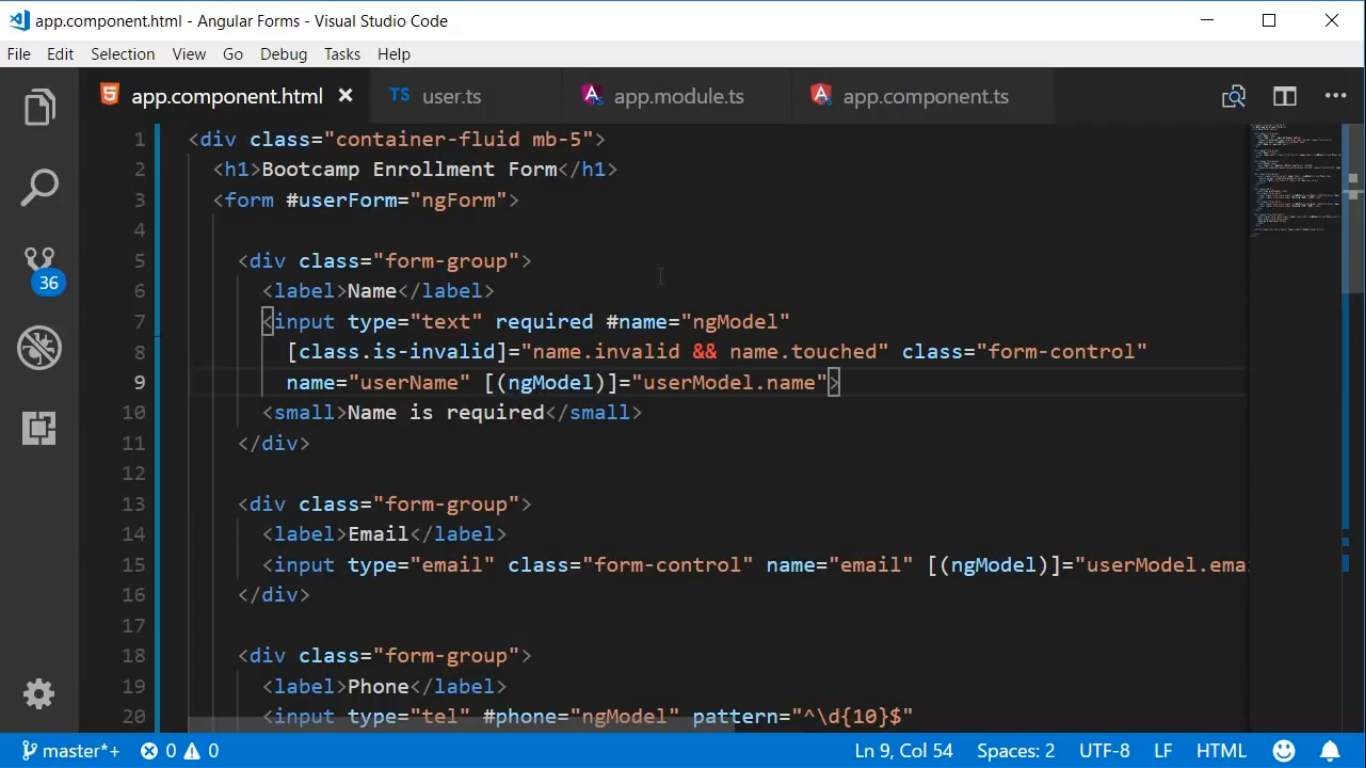 app.component.html - Angular Forms - Visual Studio Code
File Edit Selection View Go Debug Tasks Help
app.component.html TS user.ts app.module.ts app.component.ts
1 <div class="container-fluid mb-5">
2 <h1>Bootcamp Enrollment Form</h1>
3 <form #userForm="ngForm">
4
5 <div class="form-group">
6 <label>Name</label>
7 <input type="text" required #name="ngModel"
8 [class.is-invalid]="name.invalid && name.touched" class="form-control"
9 name="userName" [(ngModel)]="userModel.name">
10 <small>Name is required</small>
11 </div>
12
13 <div class="form-group">
14 <label>Email</label>
15 <input type="email" class="form-control" name="email" [(ngModel)]="userModel.emai
16 </div>
17
18 <div class="form-group">
19 <label>Phone</label>
20 <input type="tel" #phone="ngModel" pattern="^\d{10}$"
36
master*+ 0 0 Ln 9, Col 54 Spaces: 2 UTF-8 LF HTML